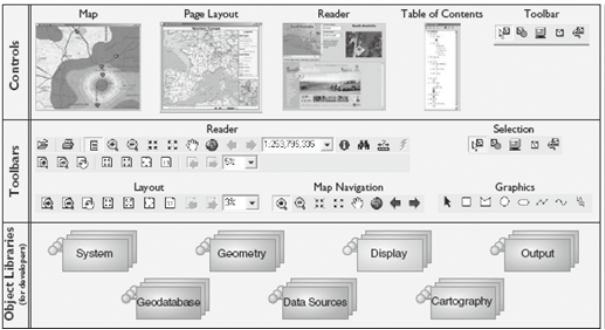 Map Page Layout Reader Table of Contents Toolbar
Controls
Reader Selection
1:253,795,335
5%
Toolbars
Layout Map Navigation Graphics
3%
Object Libraries
(for developers)
System Geometry Display Output
Geodatabase Data Sources Cartography